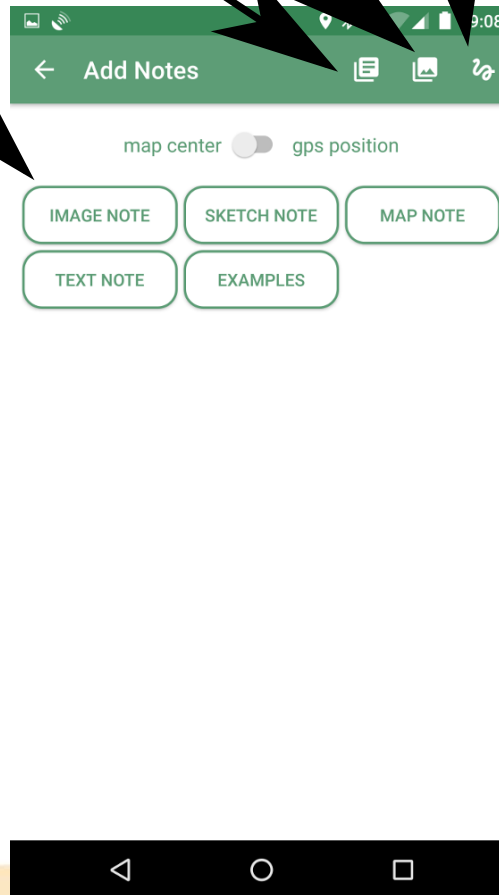 9:08
Add Notes
map center gps position
IMAGE NOTE SKETCH NOTE MAP NOTE
TEXT NOTE EXAMPLES